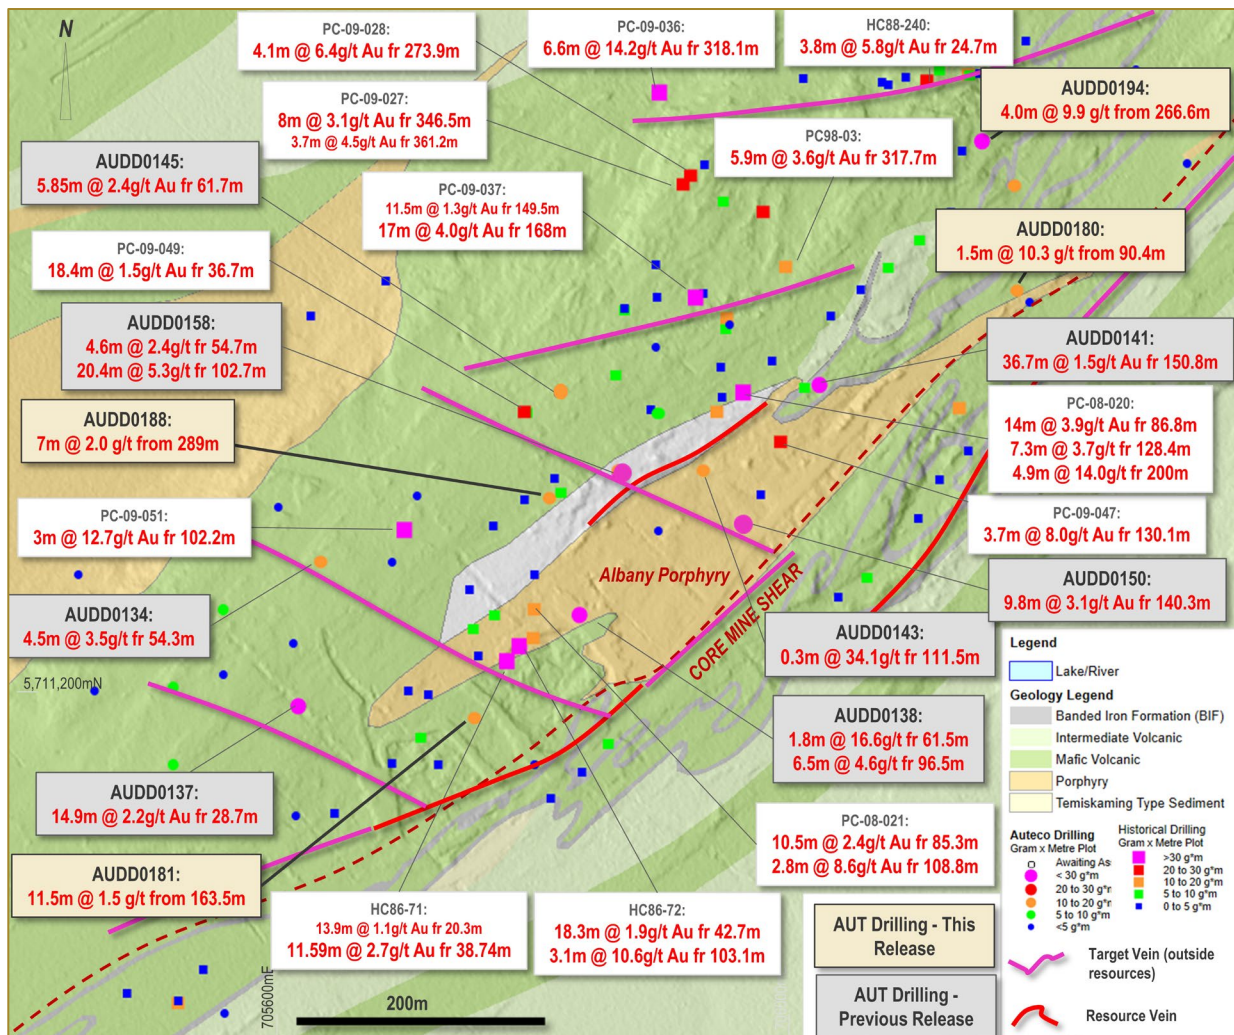 N
PC-09-028:
4.1m @ 6.4g/t Au fr 273.9m
PC-09-036:
6.6m @ 14.2g/t Au fr 318.1m
HC88-240:
3.8m @ 5.8g/t Au fr 24.7m
AUDD0194:
4.0m @ 9.9 g/t from 266.6m
PC-09-027:
8m @ 3.1g/t Au fr 346.5m
3.7m @ 4.5g/t Au fr 361.2m
PC98-03:
5.9m @ 3.6g/t Au fr 317.7m
AUDD0145:
5.85m @ 2.4g/t Au fr 61.7m
PC-09-037:
11.5m @ 1.3g/t Au fr 149.5m
17m @ 4.0g/t Au fr 168m
AUDD0180:
1.5m @ 10.3 g/t from 90.4m
PC-09-049:
18.4m @ 1.5g/t Au fr 36.7m
AUDD0158:
4.6m @ 2.4g/t fr 54.7m
20.4m @ 5.3g/t fr 102.7m
AUDD0141:
36.7m @ 1.5g/t Au fr 150.8m
AUDD0188:
7m @ 2.0 g/t from 289m
PC-08-020:
14m @ 3.9g/t Au fr 86.8m
7.3m @ 3.7g/t fr 128.4m
4.9m @ 14.0g/t fr 200m
PC-09-051:
3m @ 12.7g/t Au fr 102.2m
PC-09-047:
3.7m @ 8.0g/t Au fr 130.1m
Albany Porphyry
CORE MINE SHEAR
AUDD0150:
9.8m @ 3.1g/t Au fr 140.3m
AUDD0134:
4.5m @ 3.5g/t fr 54.3m
AUDD0143:
0.3m @ 34.1g/t fr 111.5m
5,711,200mN
AUDD0138:
1.8m @ 16.6g/t fr 61.5m
6.5m @ 4.6g/t fr 96.5m
AUDD0137:
14.9m @ 2.2g/t Au fr 28.7m
PC-08-021:
10.5m @ 2.4g/t Au fr 85.3m
2.8m @ 8.6g/t Au fr 108.8m
AUDD0181:
11.5m @ 1.5 g/t from 163.5m
HC86-71:
13.9m @ 1.1g/t Au fr 20.3m
11.59m @ 2.7g/t Au fr 38.74m
HC86-72:
18.3m @ 1.9g/t Au fr 42.7m
3.1m @ 10.6g/t Au fr 103.1m
705600mE
200m
AUT Drilling - This
Release
AUT Drilling -
Previous Release
Legend
Lake/River
Geology Legend
Banded Iron Formation (BIF)
Intermediate Volcanic
Mafic Volcanic
Porphyry
Temiskaming Type Sediment
Auteco Drilling
Gram x Metre Plot
Awaiting As
< 30 g*m
20 to 30 g*m
10 to 20 g*m
5 to 10 g*m
<5 g*m
Historical Drilling
Gram x Metre Plot
>30 g*m
20 to 30 g*m
10 to 20 g*m
5 to 10 g*m
0 to 5 g*m
Target Vein (outside
resources)
Resource Vein